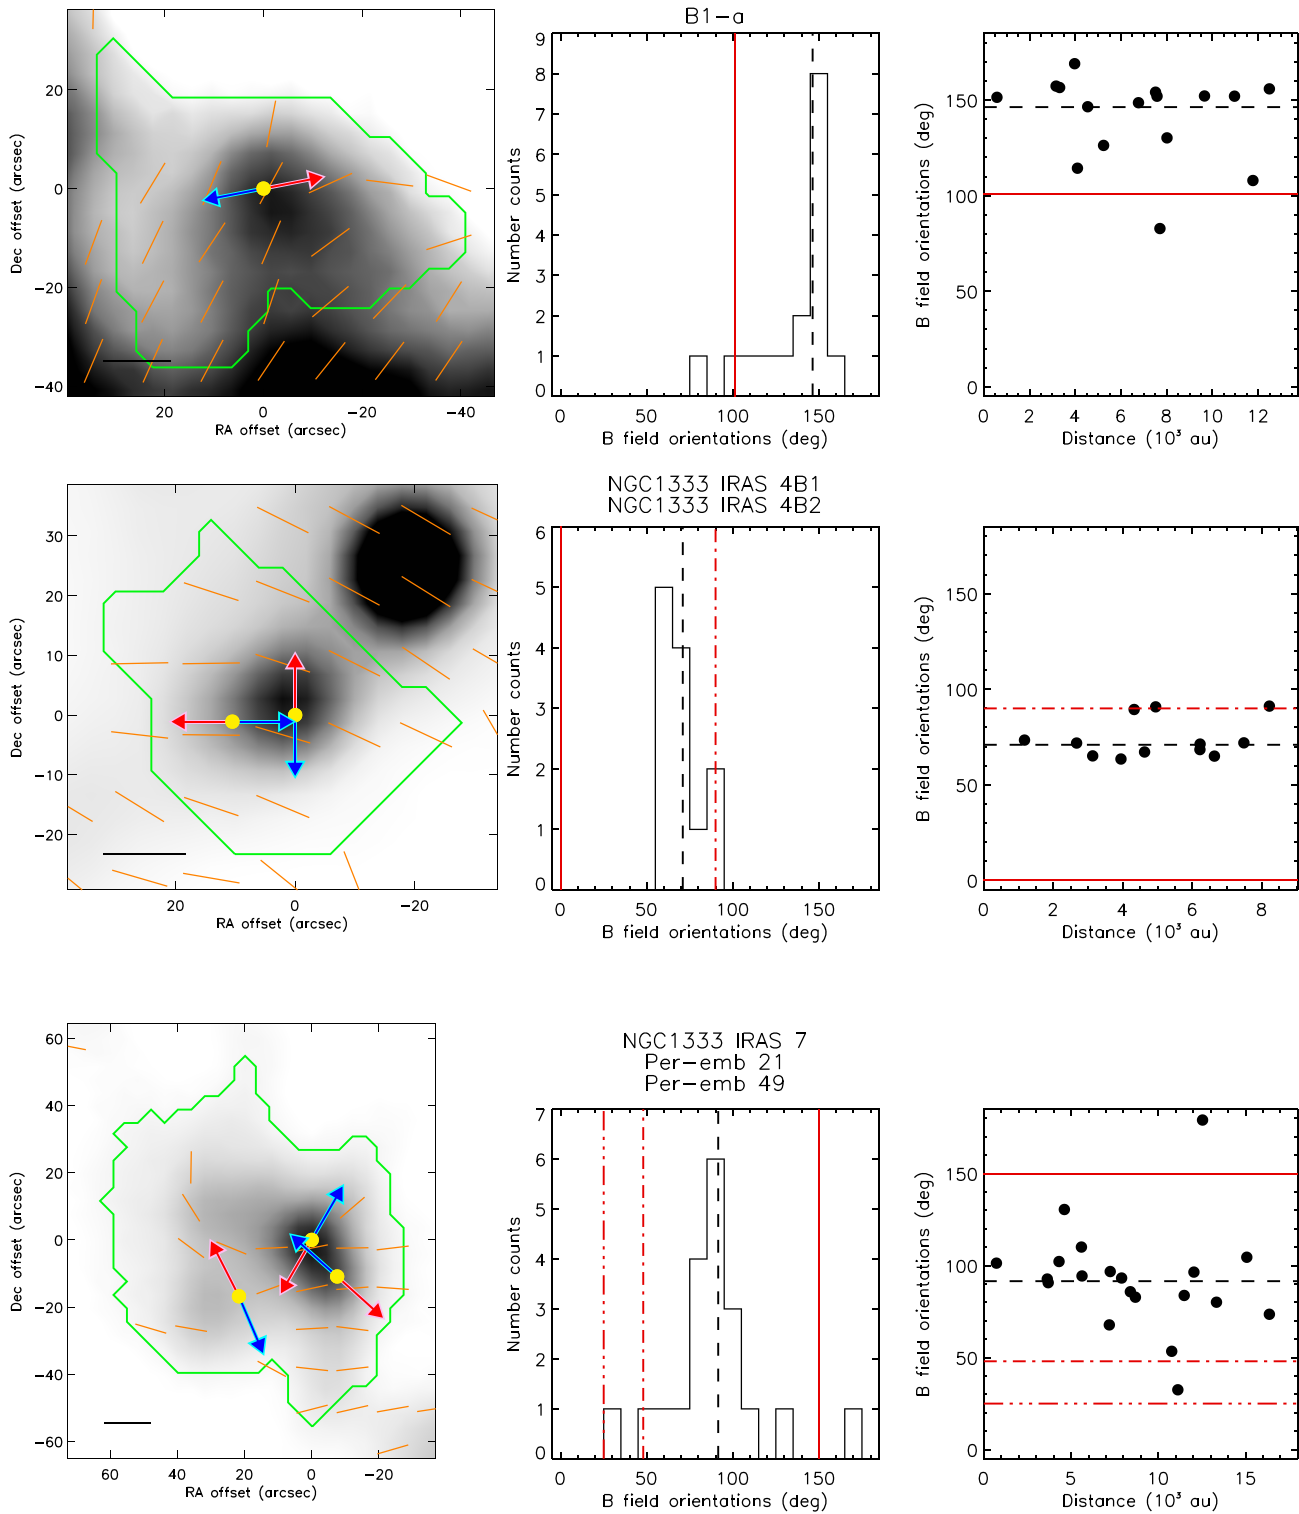 B1-a
20
0
-20
-40
Dec offset (arcsec)
20 0 -20 -40
RA offset (arcsec)
9
8
7
6
5
4
3
2
1
0
Number counts
0 50 100 150
B field orientations (deg)
150
100
50
0
B field orientations (deg)
0 2 4 6 8 10 12
Distance (10³ au)
NGC1333 IRAS 4B1
NGC1333 IRAS 4B2
30
20
10
0
-10
-20
Dec offset (arcsec)
20 0 -20
RA offset (arcsec)
6
5
4
3
2
1
0
Number counts
0 50 100 150
B field orientations (deg)
150
100
50
0
B field orientations (deg)
0 2 4 6 8
Distance (10³ au)
NGC1333 IRAS 7
Per-emb 21
Per-emb 49
60
40
20
0
-20
-40
-60
Dec offset (arcsec)
60 40 20 0 -20
RA offset (arcsec)
7
6
5
4
3
2
1
0
Number counts
0 50 100 150
B field orientations (deg)
150
100
50
0
B field orientations (deg)
0 5 10 15
Distance (10³ au)